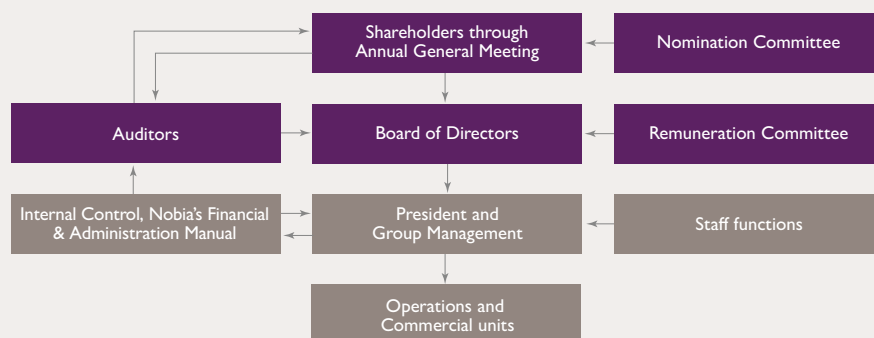 Shareholders through
Annual General Meeting
Nomination Committee
Auditors
Board of Directors
Remuneration Committee
Internal Control, Nobia's Financial
& Administration Manual
President and
Group Management
Staff functions
Operations and
Commercial units